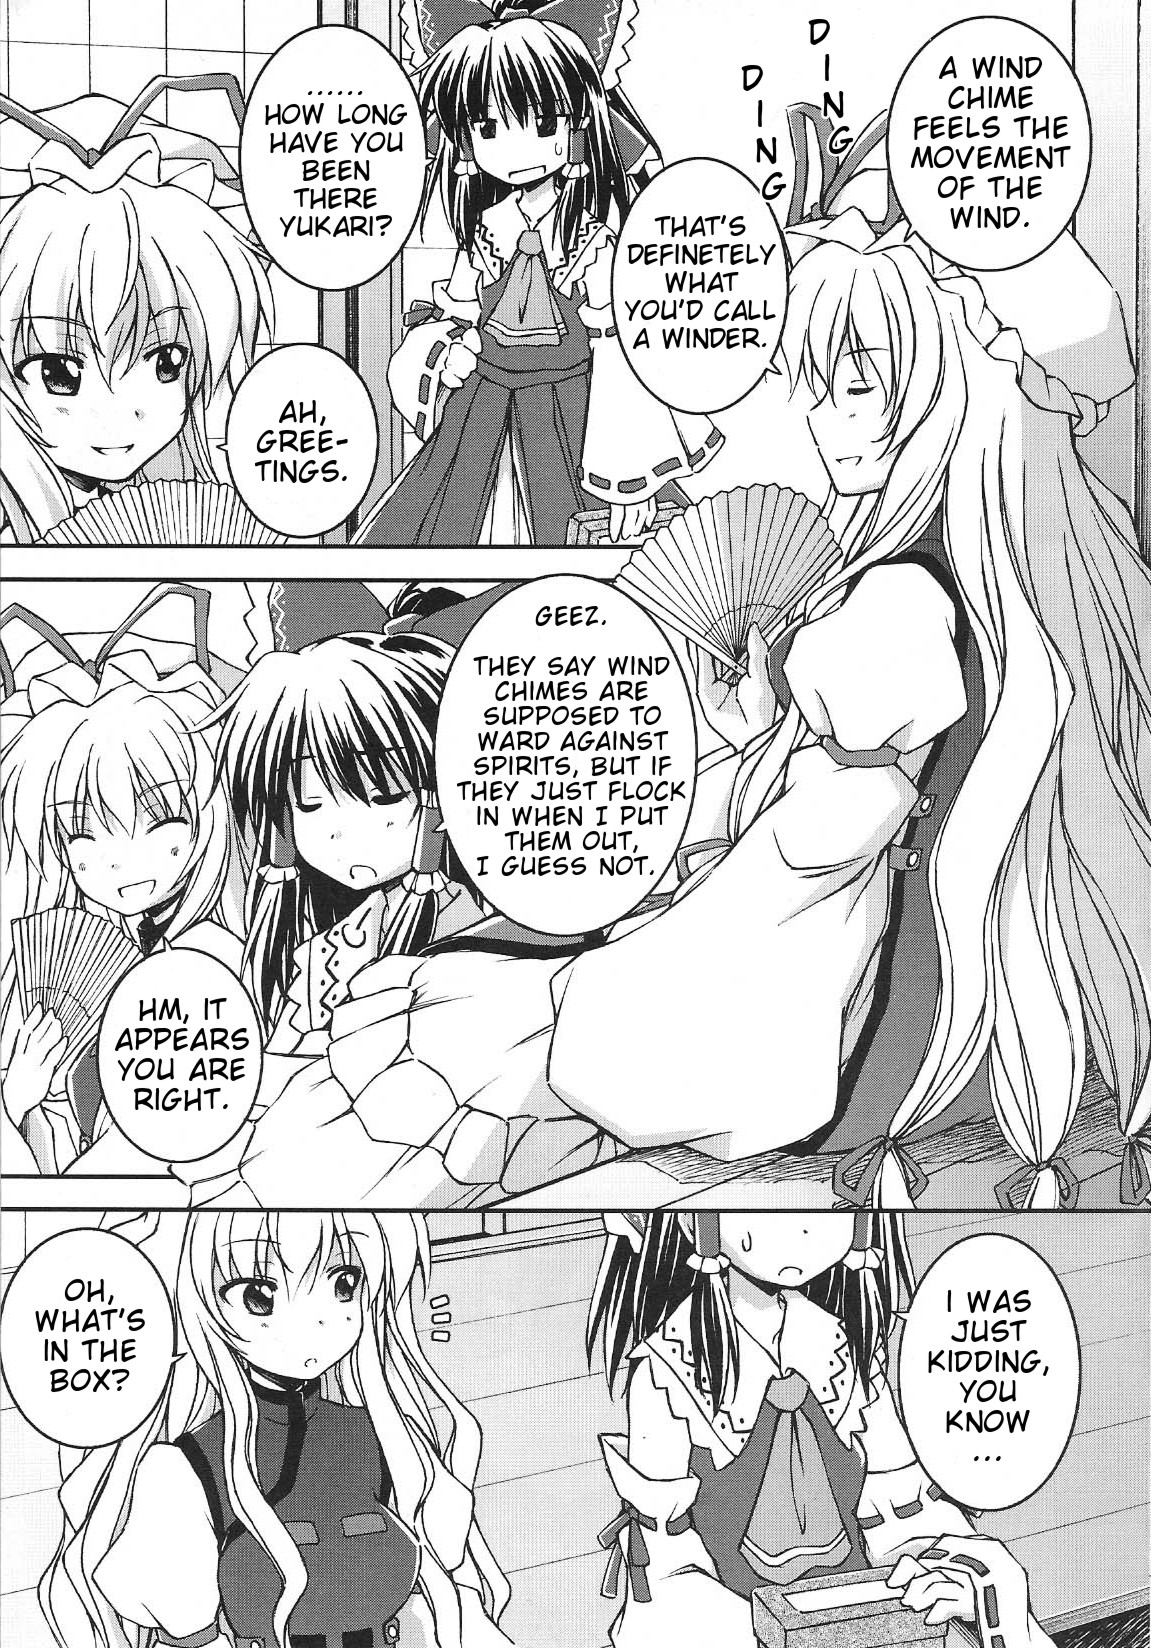 A WIND
CHIME
FEELS THE
MOVEMENT
OF THE
WIND.
DING
DING
THAT'S
DEFINETELY
WHAT
YOU'D CALL
A WINDER.
......
HOW LONG
HAVE YOU
BEEN
THERE
YUKARI?
AH,
GREE-
TINGS.
GEEZ.
THEY SAY WIND
CHIMES ARE
SUPPOSED TO
WARD AGAINST
SPIRITS, BUT IF
THEY JUST FLOCK
IN WHEN I PUT
THEM OUT,
I GUESS NOT.
HM, IT
APPEARS
YOU ARE
RIGHT.
I WAS
JUST
KIDDING,
YOU
KNOW
...
OH,
WHAT'S
IN THE
BOX?